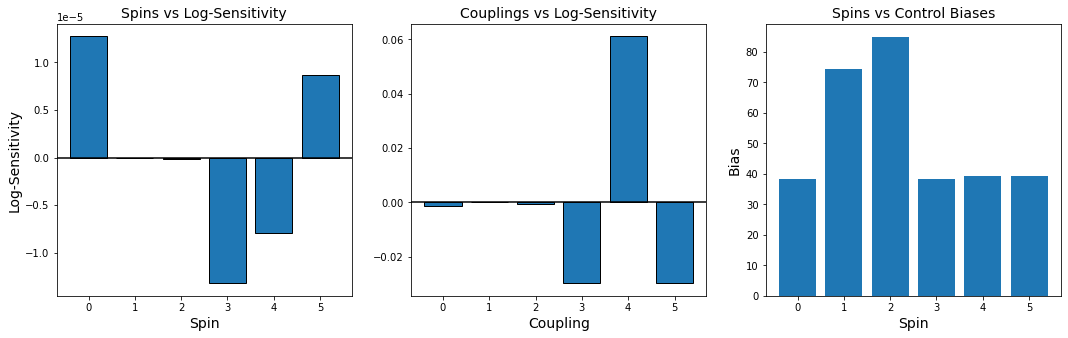 Spins vs Log-Sensitivity
1e−5
1.0
0.5
0.0
−0.5
−1.0
Log-Sensitivity
0 1 2 3 4 5
Spin
Couplings vs Log-Sensitivity
0.06
0.04
0.02
0.00
−0.02
0 1 2 3 4 5
Coupling
Spins vs Control Biases
80
70
60
50
40
30
20
10
0
Bias
0 1 2 3 4 5
Spin